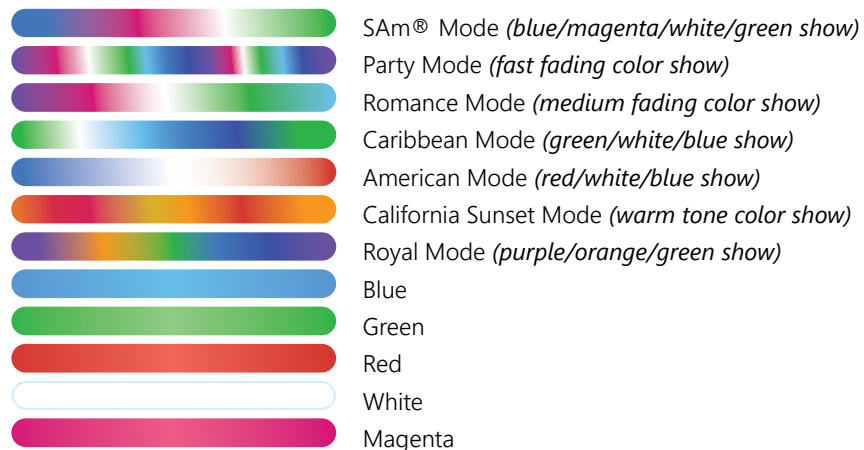 SAm® Mode (blue/magenta/white/green show)
Party Mode (fast fading color show)
Romance Mode (medium fading color show)
Caribbean Mode (green/white/blue show)
American Mode (red/white/blue show)
California Sunset Mode (warm tone color show)
Royal Mode (purple/orange/green show)
Blue
Green
Red
White
Magenta